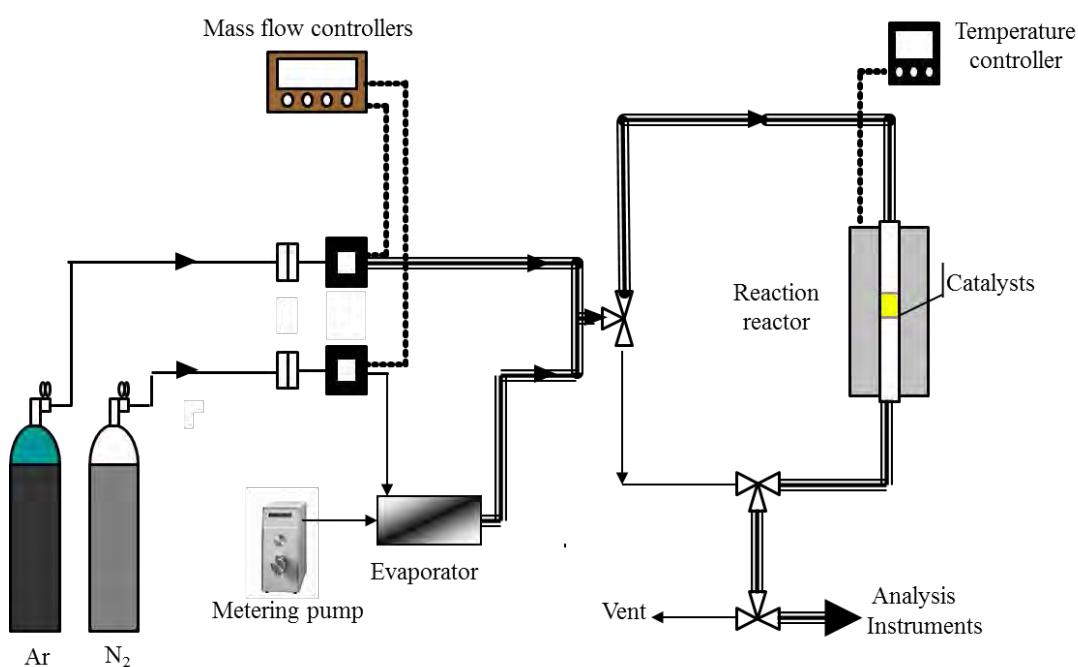 Mass flow controllers
Temperature
controller
Reaction
reactor
Catalysts
Evaporator
Metering pump
Vent
Analysis
Instruments
Ar
N₂